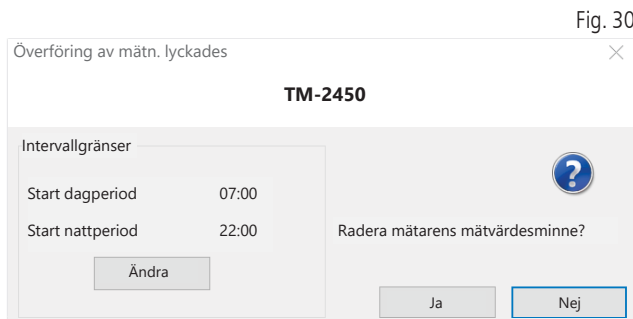 Fig. 30
Överföring av mätn. lyckades
TM-2450
Intervallgränser
Start dagperiod 07:00
Start nattperiod 22:00
Ändra
Radera mätarens mätvärdesminne?
Ja
Nej